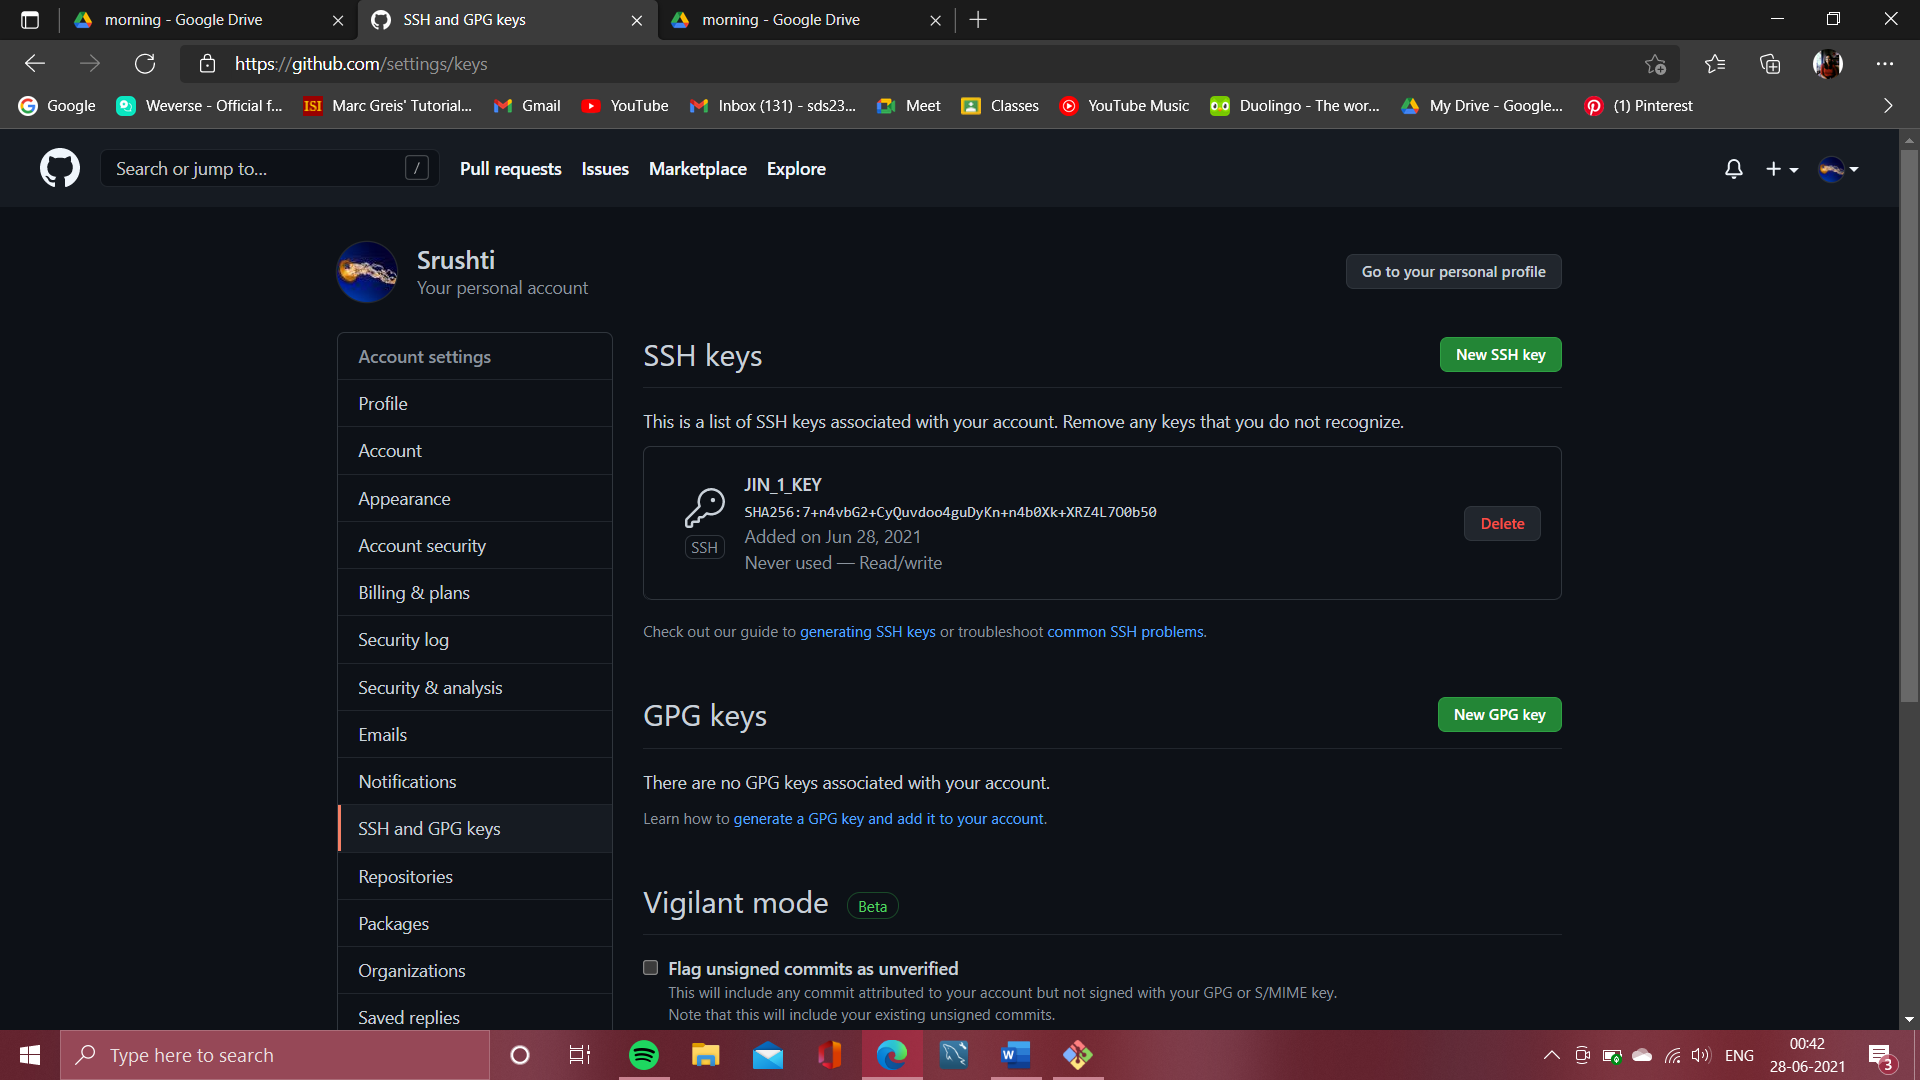 morning - Google Drive
SSH and GPG keys
morning - Google Drive
https://github.com/settings/keys
Google
Weverse - Official f...
ISI
Marc Greis' Tutorial...
Gmail
YouTube
Inbox (131) - sds23...
Meet
Classes
YouTube Music
Duolingo - The wor...
My Drive - Google...
(1) Pinterest
Search or jump to...
/
Pull requests
Issues
Marketplace
Explore
Srushti
Your personal account
Go to your personal profile
Account settings
Profile
Account
Appearance
Account security
Billing & plans
Security log
Security & analysis
Emails
Notifications
SSH and GPG keys
Repositories
Packages
Organizations
Saved replies
SSH keys
New SSH key
This is a list of SSH keys associated with your account. Remove any keys that you do not recognize.
JIN_1_KEY
SHA256:7+n4vbG2+CyQuvdoo4guDyKn+n4b0Xk+XRZ4L7O0b50
SSH
Added on Jun 28, 2021
Never used — Read/write
Delete
Check out our guide to generating SSH keys or troubleshoot common SSH problems.
GPG keys
New GPG key
There are no GPG keys associated with your account.
Learn how to generate a GPG key and add it to your account.
Vigilant mode
Beta
Flag unsigned commits as unverified
This will include any commit attributed to your account but not signed with your GPG or S/MIME key.
Note that this will include your existing unsigned commits.
Type here to search
W
ENG
00:42
28-06-2021
3